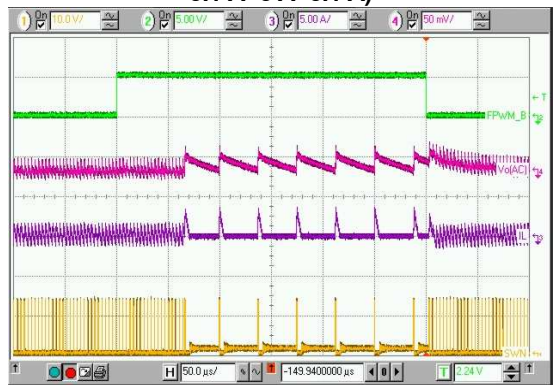 1 On 10.0 V/ 2 On 5.00 V/ 3 On 5.00 A/ 4 On 50 mV/
T
FPWM_B
Vo(AC)
IL
SWN
H 50.0 µs/ -149.9400000 µs 0 T 2.24 V